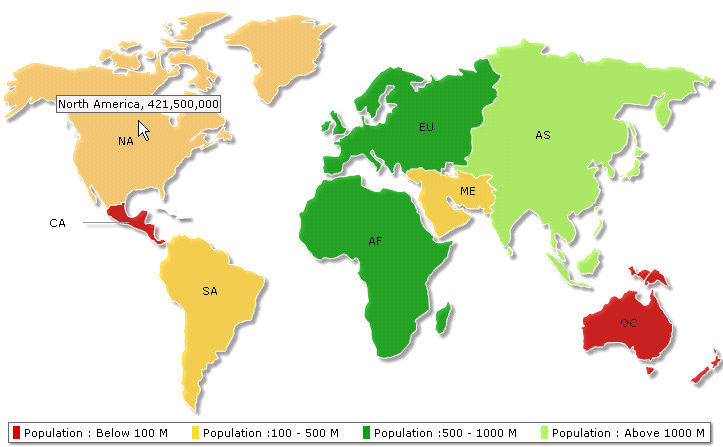 North America, 421,500,000
NA
EU
AS
ME
CA
AF
SA
OC
Population : Below 100 M
Population :100 - 500 M
Population :500 - 1000 M
Population : Above 1000 M